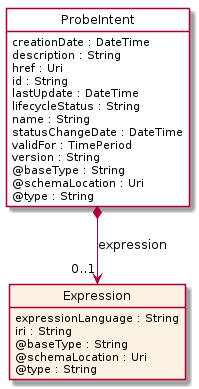 ProbeIntent
creationDate : DateTime
description : String
href : Uri
id : String
lastUpdate : DateTime
lifecycleStatus : String
name : String
statusChangeDate : DateTime
validFor : TimePeriod
version : String
@baseType : String
@schemaLocation : Uri
@type : String
expression
0..1
Expression
expressionLanguage : String
iri : String
@baseType : String
@schemaLocation : Uri
@type : String